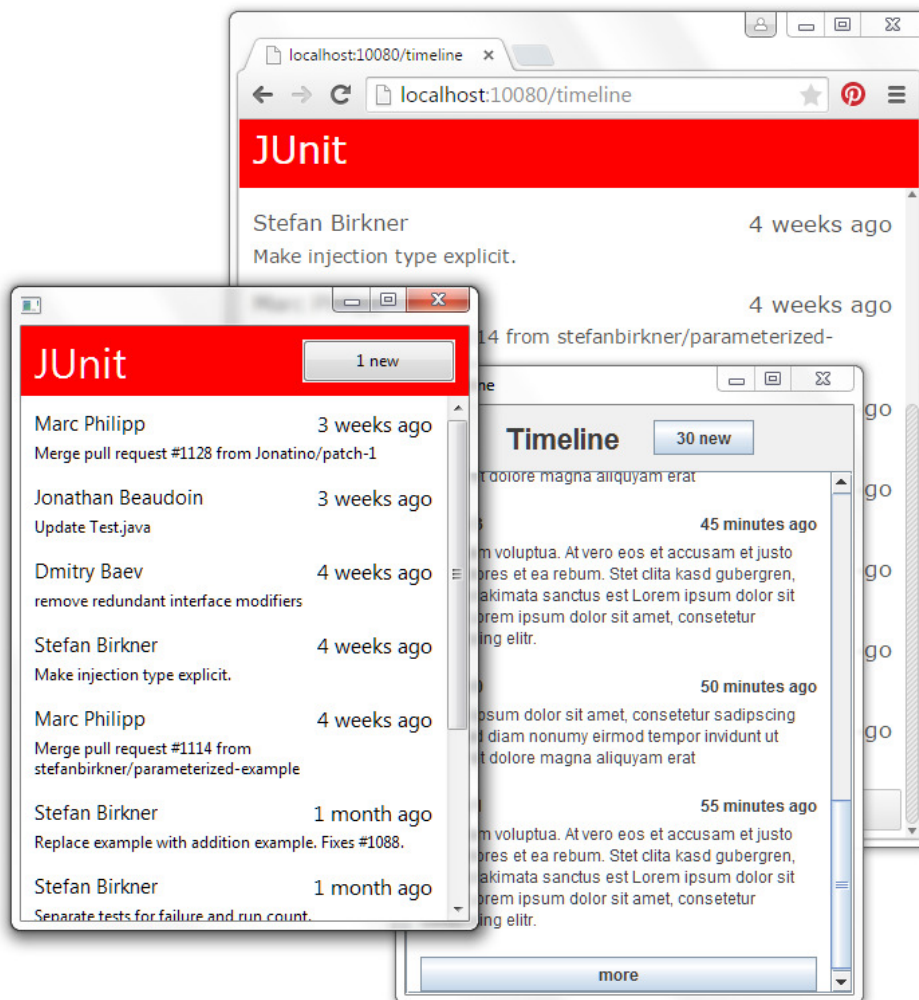 localhost:10080/timeline
localhost:10080/timeline
JUnit
Stefan Birkner
4 weeks ago
Make injection type explicit.
4 weeks ago
14 from stefanbirkner/parameterized-
go
go
go
go
go
JUnit
1 new
Marc Philipp
3 weeks ago
Merge pull request #1128 from Jonatino/patch-1
Jonathan Beaudoin
3 weeks ago
Update Test.java
Dmitry Baev
4 weeks ago
remove redundant interface modifiers
Stefan Birkner
4 weeks ago
Make injection type explicit.
Marc Philipp
4 weeks ago
Merge pull request #1114 from
stefanbirkner/parameterized-example
Stefan Birkner
1 month ago
Replace example with addition example. Fixes #1088.
Stefan Birkner
1 month ago
Separate tests for failure and run count.
ne
Timeline
30 new
t dolore magna aliquyam erat
45 minutes ago
m voluptua. At vero eos et accusam et justo
ores et ea rebum. Stet clita kasd gubergren,
akimata sanctus est Lorem ipsum dolor sit
orem ipsum dolor sit amet, consetetur
ing elitr.
50 minutes ago
osum dolor sit amet, consetetur sadipscing
d diam nonumy eirmod tempor invidunt ut
t dolore magna aliquyam erat
55 minutes ago
m voluptua. At vero eos et accusam et justo
ores et ea rebum. Stet clita kasd gubergren,
akimata sanctus est Lorem ipsum dolor sit
orem ipsum dolor sit amet, consetetur
ing elitr.
more